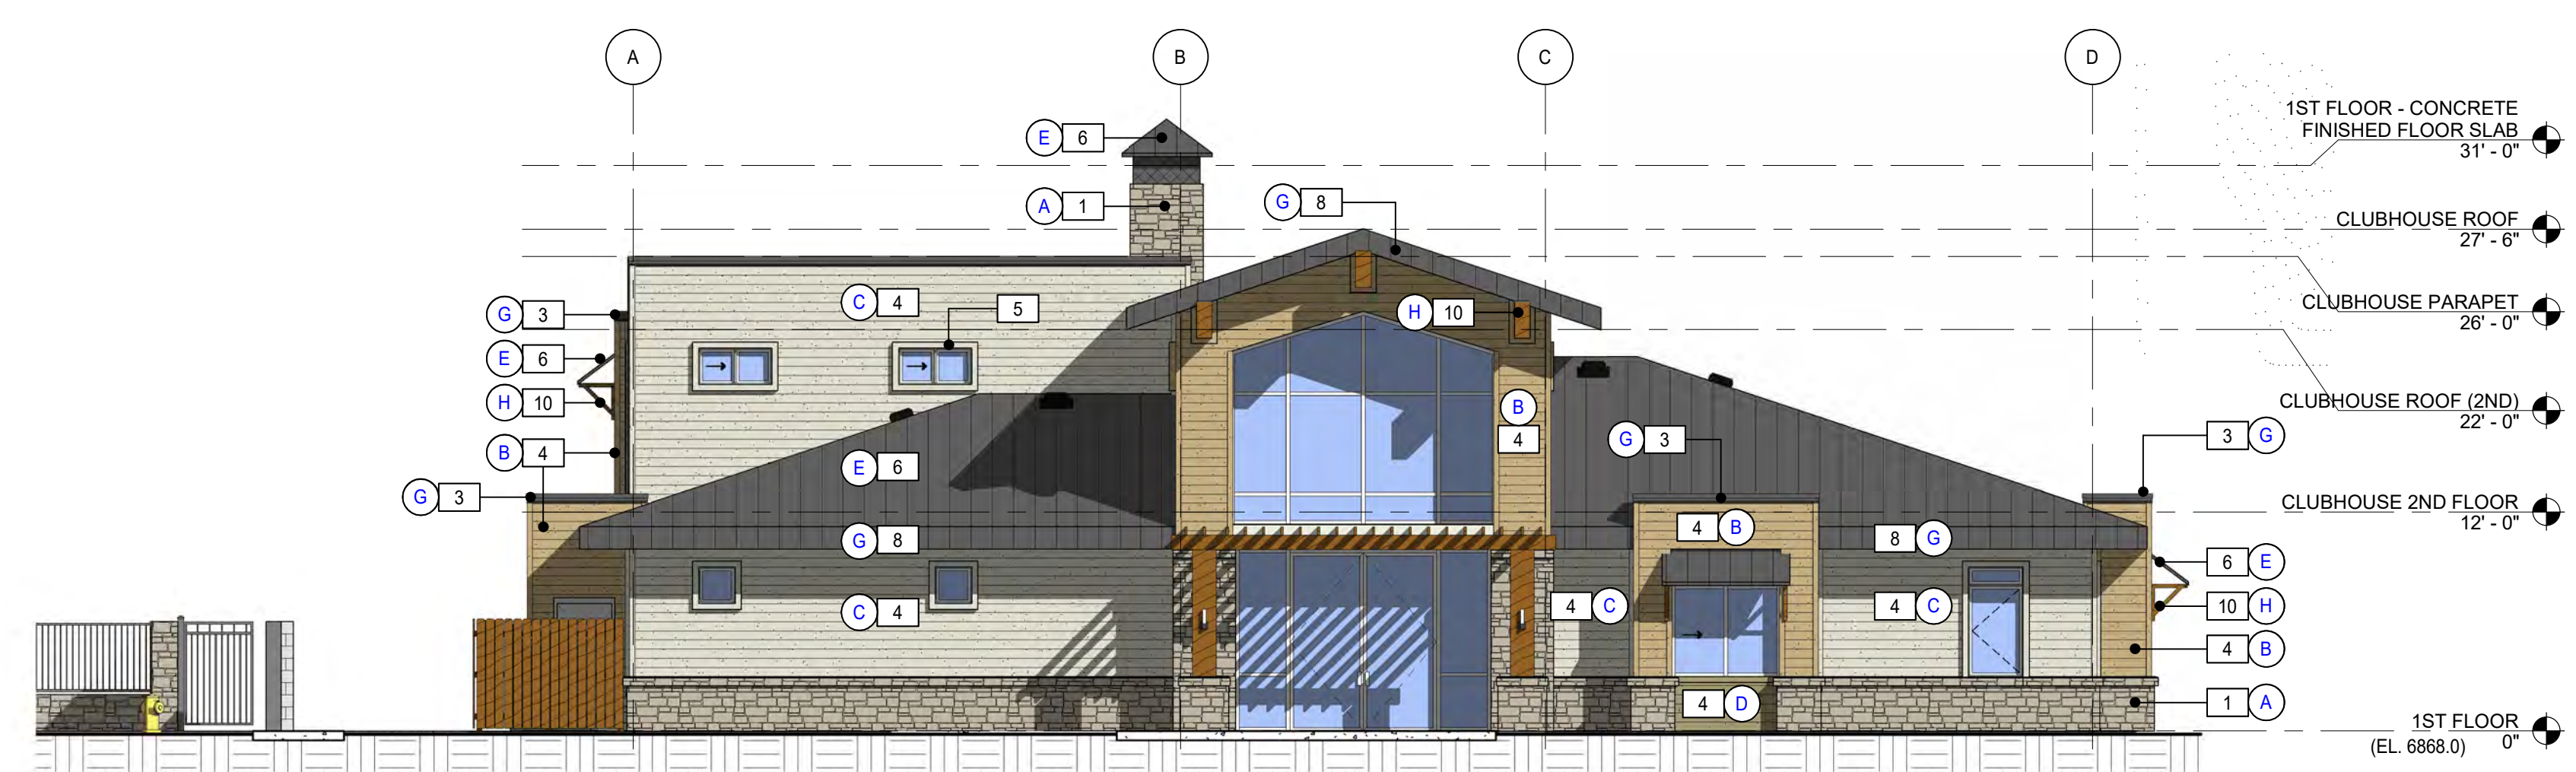 A B C D
1ST FLOOR - CONCRETE
FINISHED FLOOR SLAB
31' - 0"
E 6
A 1
G 8
CLUBHOUSE ROOF
27' - 6"
C 4
5
G 3
H 10
CLUBHOUSE PARAPET
26' - 0"
E 6
H 10
B
4
CLUBHOUSE ROOF (2ND)
22' - 0"
B 4
G 3
3 G
E 6
G 3
CLUBHOUSE 2ND FLOOR
12' - 0"
4 B
G 8
8 G
6 E
C 4
4 C
4 C
10 H
4 B
4 D
1 A
1ST FLOOR
(EL. 6868.0) 0"